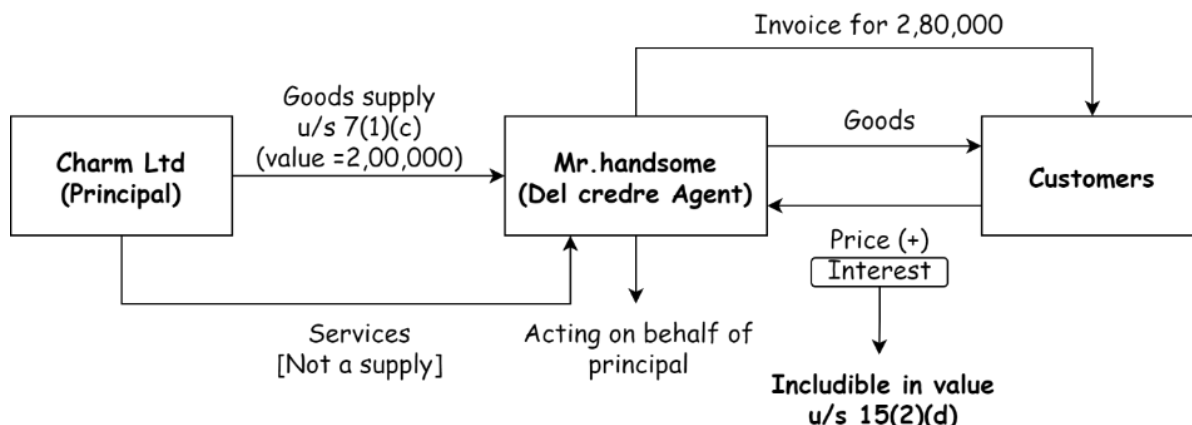 Invoice for 2,80,000
Goods supply
u/s 7(1)(c)
(value =2,00,000)
Charm Ltd
(Principal)
Mr.handsome
(Del credre Agent)
Goods
Customers
Price (+)
Interest
Services
[Not a supply]
Acting on behalf of
principal
Includible in value
u/s 15(2)(d)